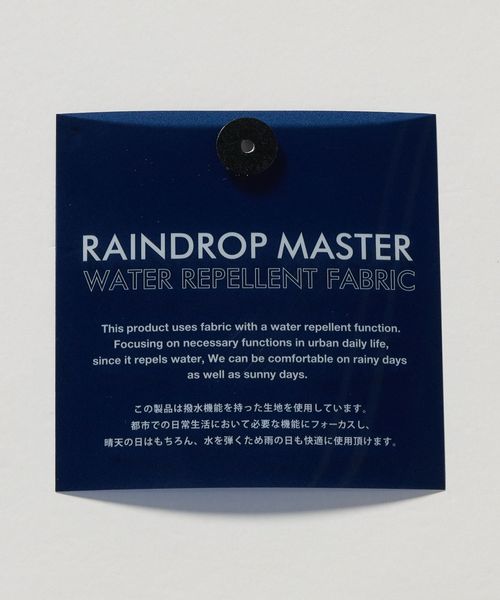 RAINDROP MASTER
WATER REPELLENT FABRIC
This product uses fabric with a water repellent function.
Focusing on necessary functions in urban daily life,
since it repels water, We can be comfortable on rainy days
as well as sunny days.
この製品は撥水機能を持った生地を使用しています。
都市での日常生活において必要な機能にフォーカスし、
晴天の日はもちろん、水を弾くため雨の日も快適に使用頂けます。